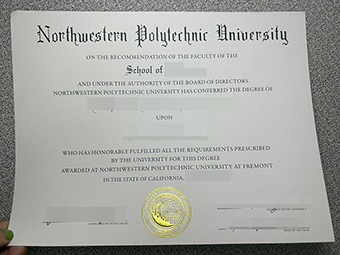 Northwestern Polytechnic University
ON THE RECOMMENDATION OF THE FACULTY OF THE
School of
AND UNDER THE AUTHORITY OF THE BOARD OF DIRECTORS
NORTHWESTERN POLYTECHNIC UNIVERSITY HAS CONFERRED THE DEGREE OF
UPON
WHO HAS HONORABLY FULFILLED ALL THE REQUIREMENTS PRESCRIBED
BY THE UNIVERSITY FOR THIS DEGREE
AWARDED AT NORTHWESTERN POLYTECHNIC UNIVERSITY AT FREMONT
IN THE STATE OF CALIFORNIA,